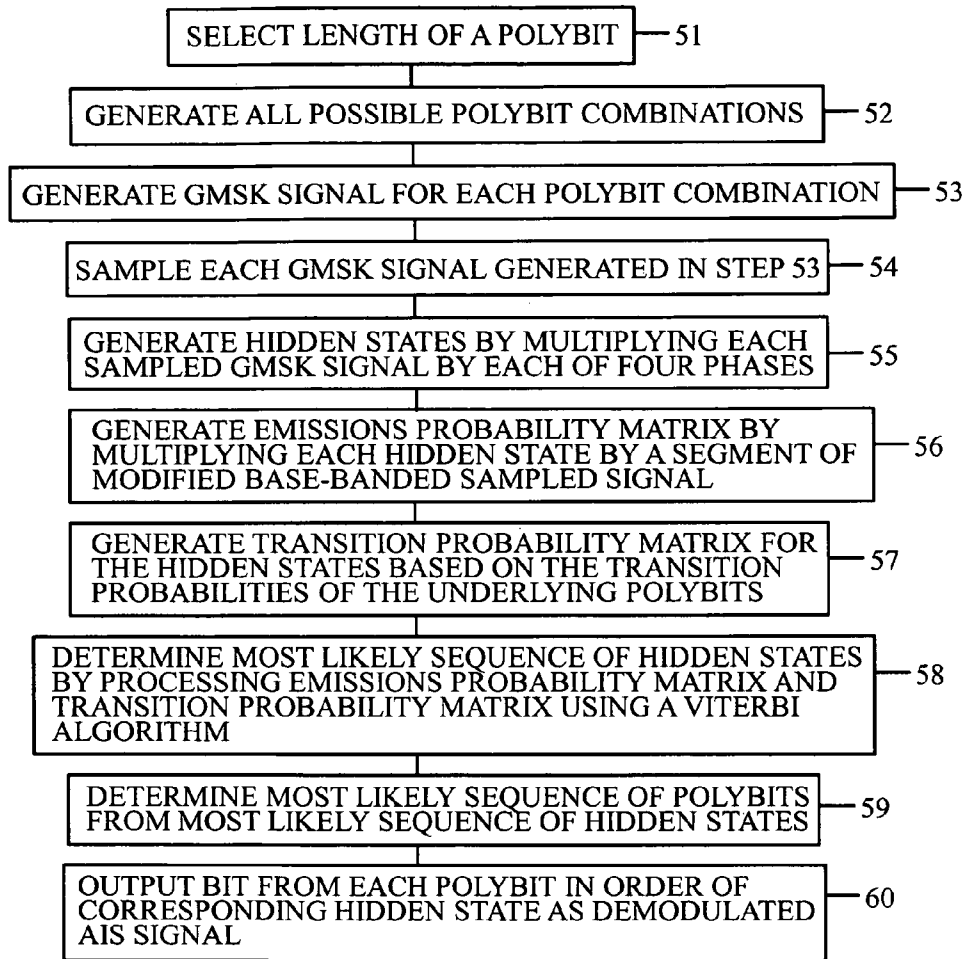 SELECT LENGTH OF A POLYBIT 51
GENERATE ALL POSSIBLE POLYBIT COMBINATIONS 52
GENERATE GMSK SIGNAL FOR EACH POLYBIT COMBINATION 53
SAMPLE EACH GMSK SIGNAL GENERATED IN STEP 53 54
GENERATE HIDDEN STATES BY MULTIPLYING EACH
SAMPLED GMSK SIGNAL BY EACH OF FOUR PHASES 55
GENERATE EMISSIONS PROBABILITY MATRIX BY
MULTIPLYING EACH HIDDEN STATE BY A SEGMENT OF 56
MODIFIED BASE-BANDED SAMPLED SIGNAL
GENERATE TRANSITION PROBABILITY MATRIX FOR
THE HIDDEN STATES BASED ON THE TRANSITION 57
PROBABILITIES OF THE UNDERLYING POLYBITS
DETERMINE MOST LIKELY SEQUENCE OF HIDDEN STATES
BY PROCESSING EMISSIONS PROBABILITY MATRIX AND 58
TRANSITION PROBABILITY MATRIX USING A VITERBI
ALGORITHM
DETERMINE MOST LIKELY SEQUENCE OF POLYBITS 59
FROM MOST LIKELY SEQUENCE OF HIDDEN STATES
OUTPUT BIT FROM EACH POLYBIT IN ORDER OF
CORRESPONDING HIDDEN STATE AS DEMODULATED 60
AIS SIGNAL